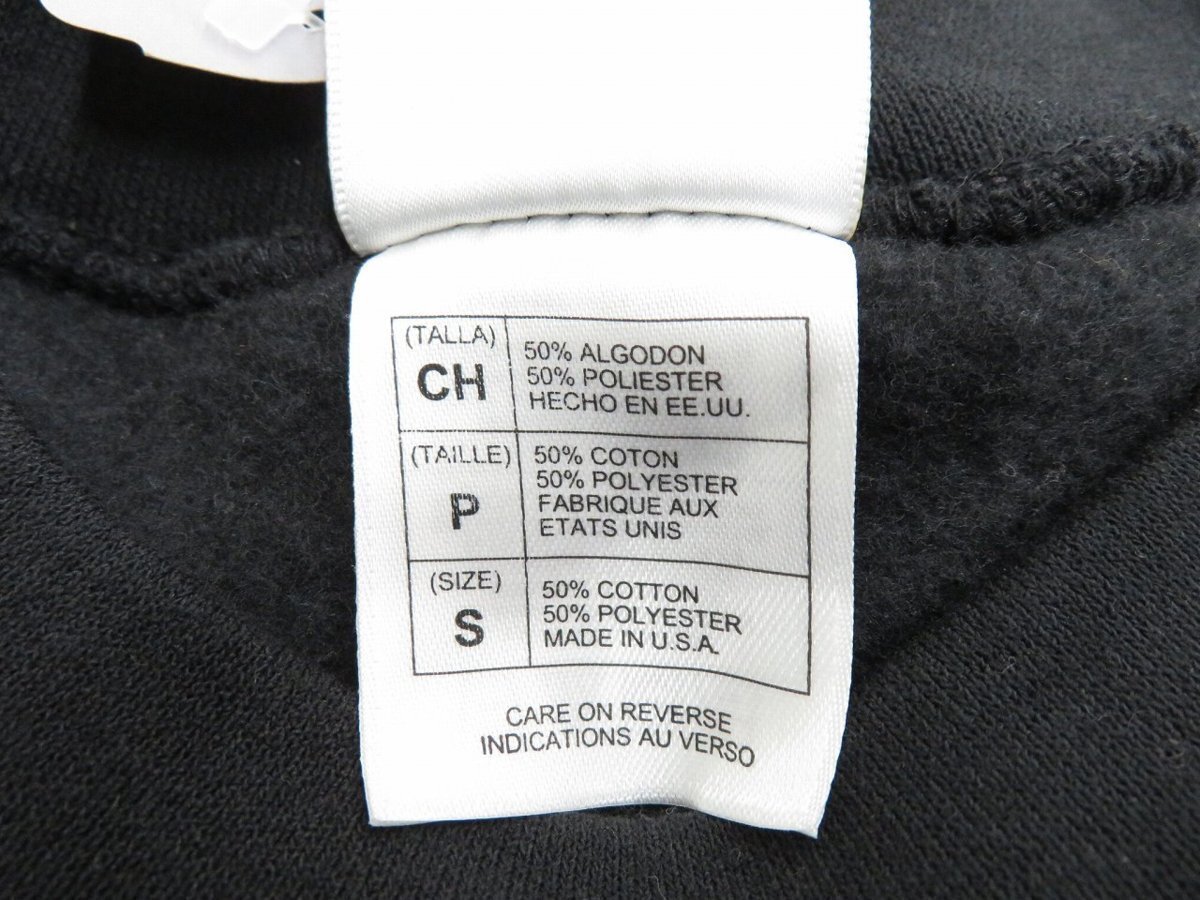 (TALLA)
CH
50% ALGODON
50% POLIESTER
HECHO EN EE.UU.
(TAILLE)
P
50% COTON
50% POLYESTER
FABRIQUE AUX
ETATS UNIS
(SIZE)
S
50% COTTON
50% POLYESTER
MADE IN U.S.A.
CARE ON REVERSE
INDICATIONS AU VERSO